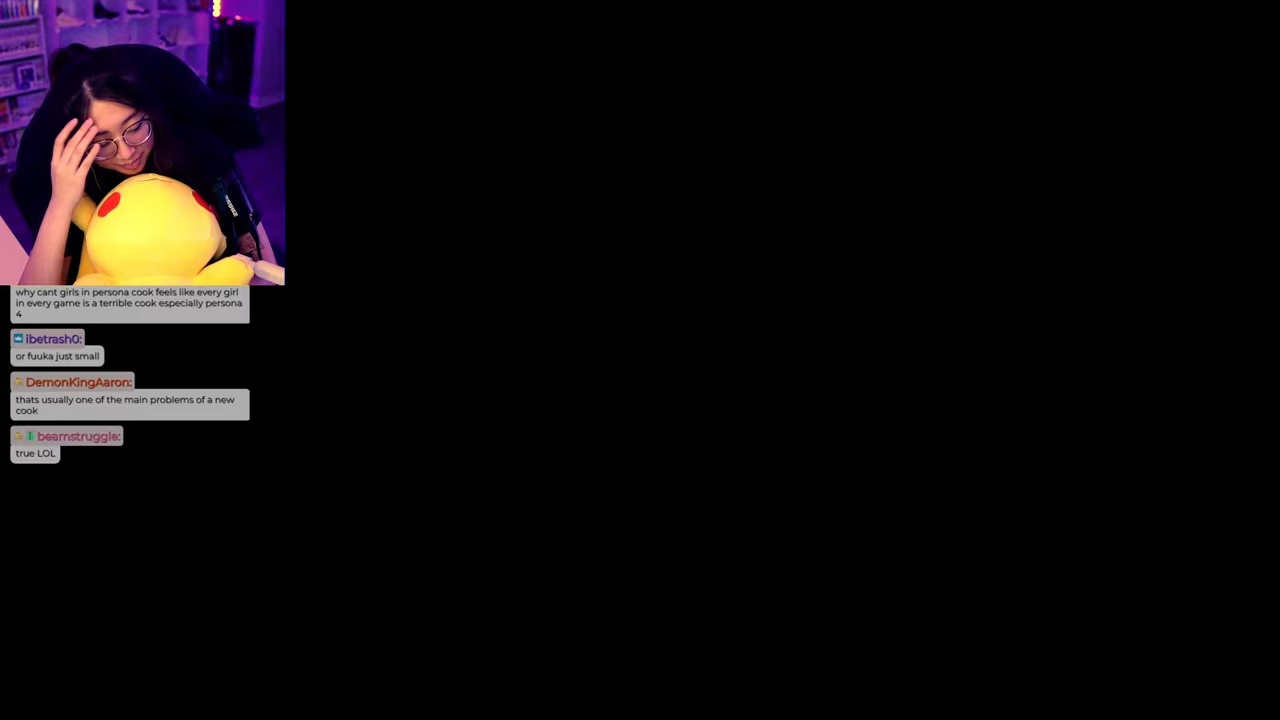 why cant girls in persona cook feels like every girl
in every game is a terrible cook especially persona
4
ibetrash0:
or fuuka just small
DemonKingAaron:
thats usually one of the main problems of a new
cook
beamstruggle:
true LOL